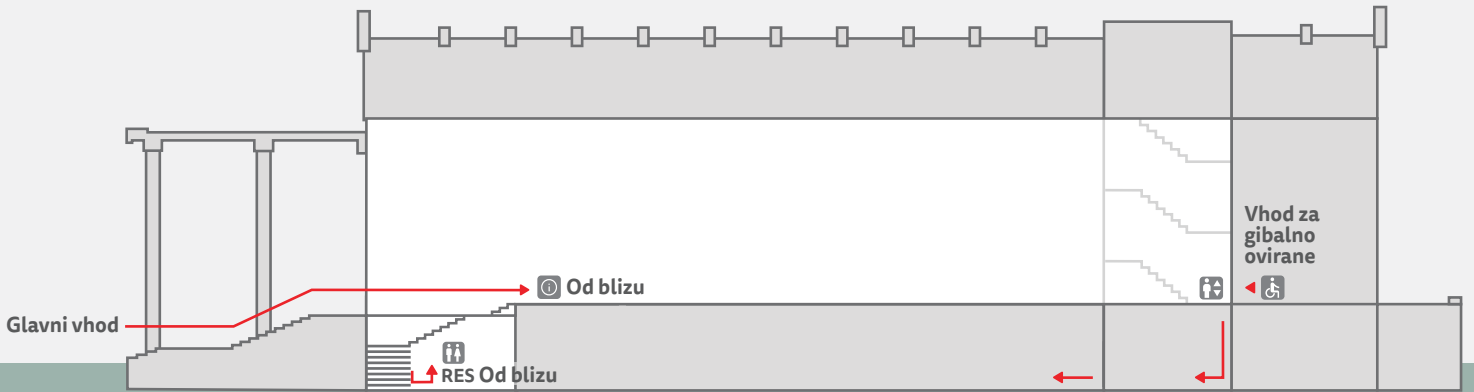 Vhod za
gibalno
ovirane
Od blizu
Glavni vhod
RES Od blizu